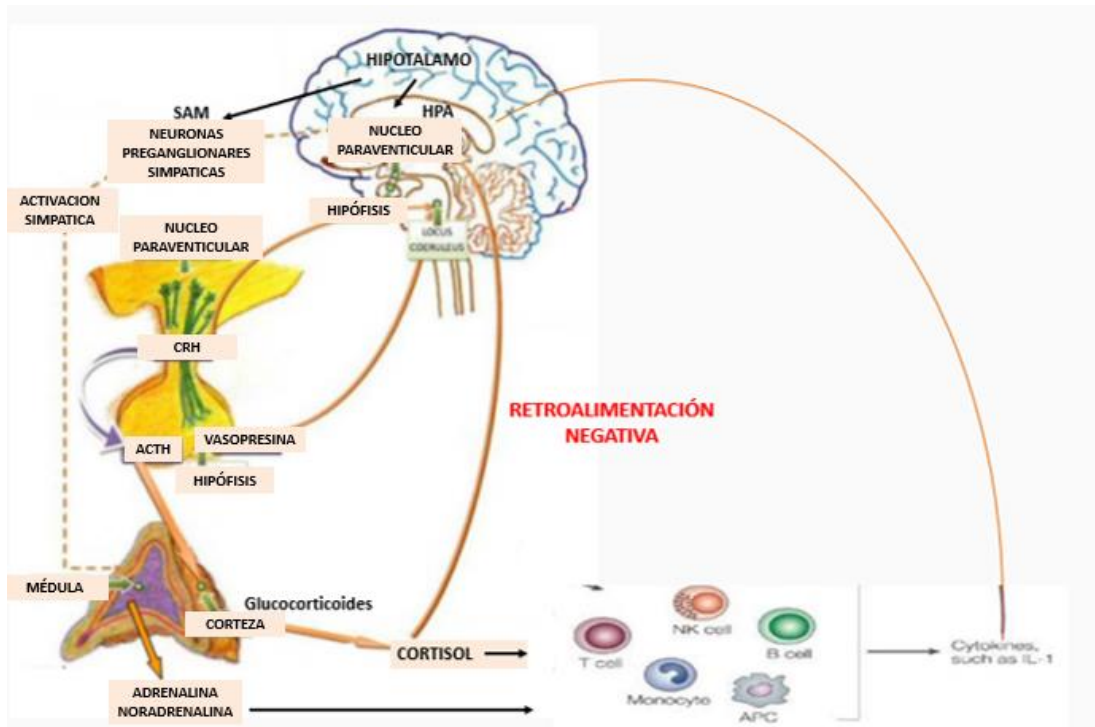 HIPOTALAMO
SAM
HPA
NEURONAS
PREGANGLIONARES
SIMPATICAS
NUCLEO
PARAVENTICULAR
ACTIVACION
SIMPATICA
HIPÓFISIS
LOCUS
COERULEUS
NUCLEO
PARAVENTICULAR
CRH
RETROALIMENTACIÓN
NEGATIVA
ACTH
VASOPRESINA
HIPÓFISIS
MÉDULA
Glucocorticoides
CORTEZA
CORTISOL
ADRENALINA
NORADRENALINA
NK cell
T cell
B cell
Monocyte
APC
Cytokines,
such as IL-1